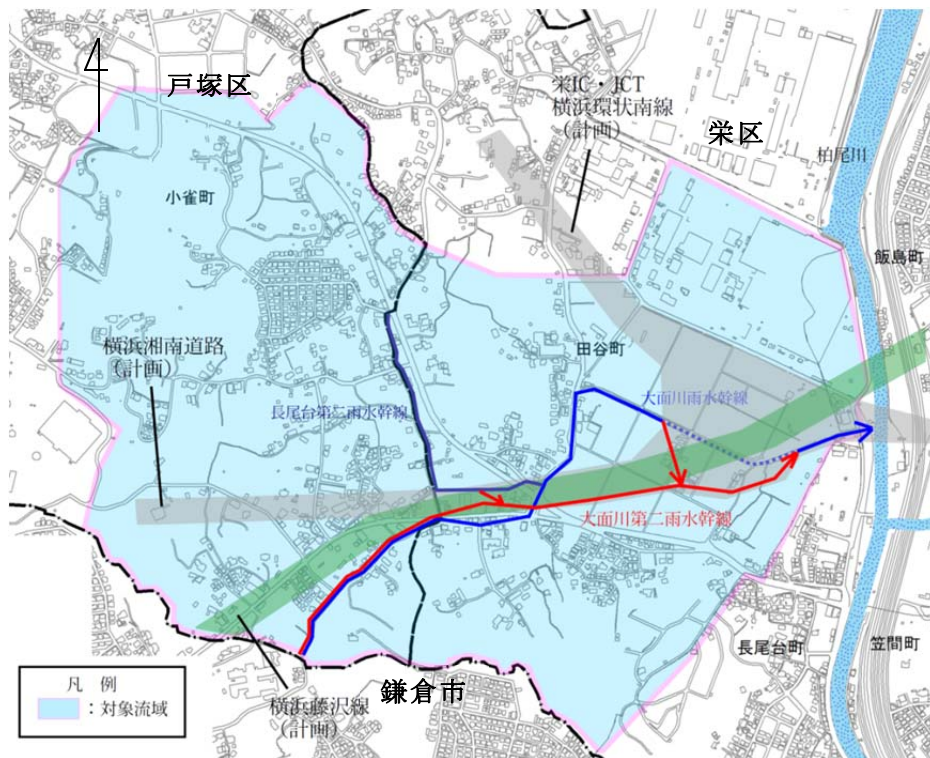 戸塚区
栄IC・JCT
横浜環状南線
（計画）
栄区
柏尾川
小雀町
飯島町
横浜湘南道路
（計画）
田谷町
大面川雨水幹線
長尾台第二雨水幹線
大面川第二雨水幹線
長尾台町
笠間町
鎌倉市
横浜藤沢線
（計画）
凡 例
：対象流域